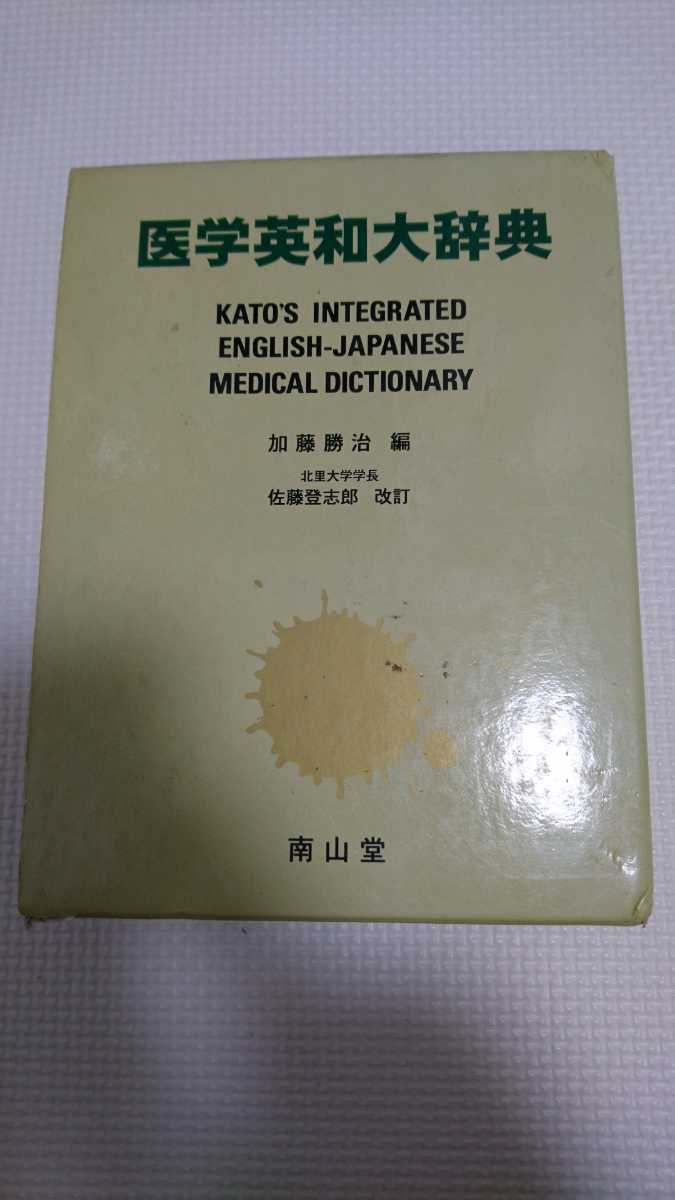 医学英和大辞典
KATO'S INTEGRATED
ENGLISH-JAPANESE
MEDICAL DICTIONARY
加藤勝治 編
北里大学学長
佐藤登志郎 改訂
南山堂